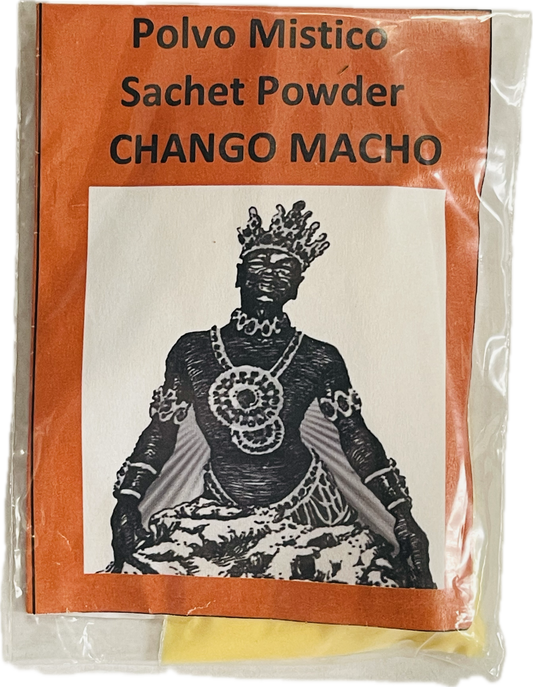 Polvo Mistico
Sachet Powder
CHANGO MACHO